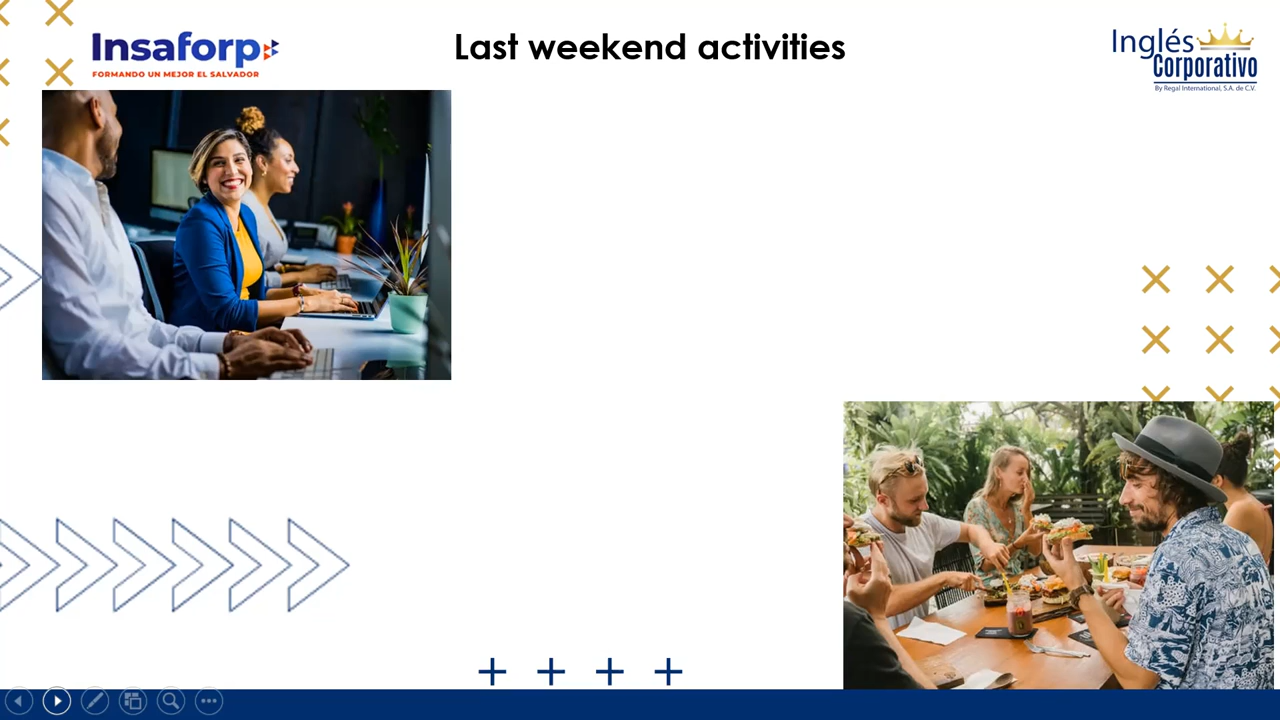 Insaforp
FORMANDO UN MEJOR EL SALVADOR
Last weekend activities
Inglés
Corporativo
By Regal International, S.A. de C.V.